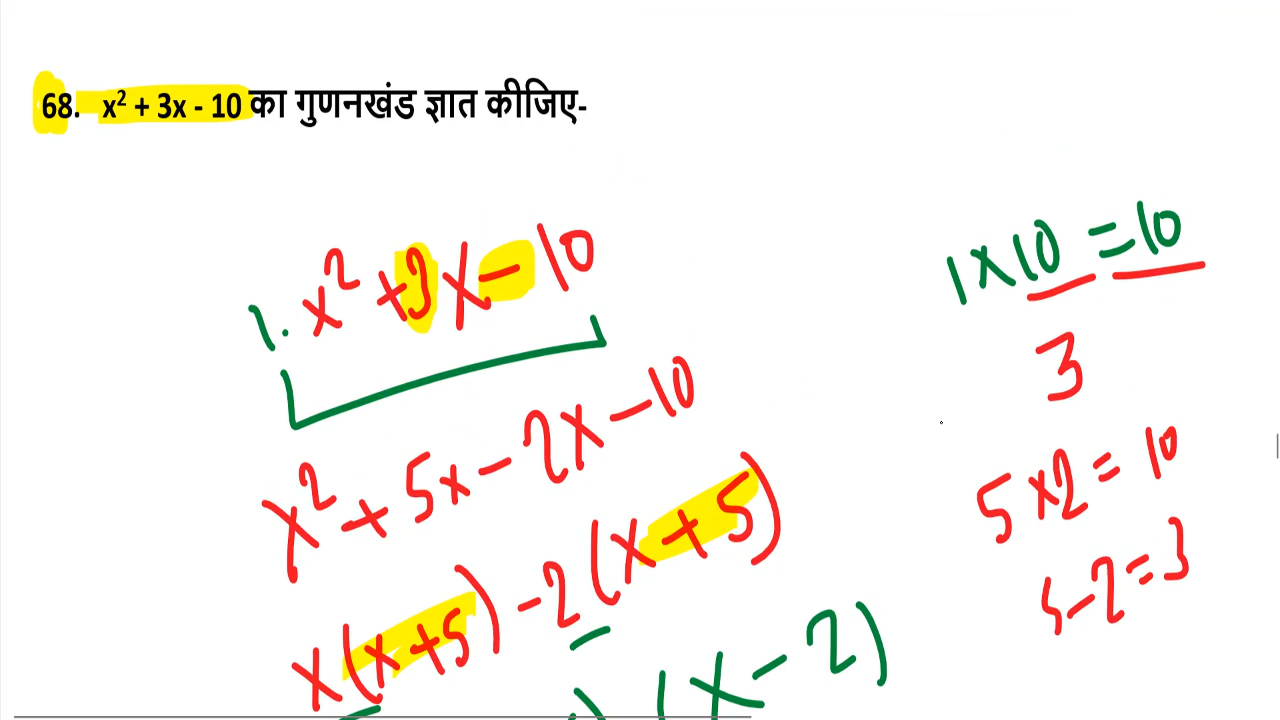 68. x² + 3x - 10 का गुणनखंड ज्ञात कीजिए-
1. x² + 3x - 10
x² + 5x - 2x - 10
x(x+5) - 2(x+5)
(x - 2)
1 x 10 = 10
3
5 x 2 = 10
5 - 2 = 3